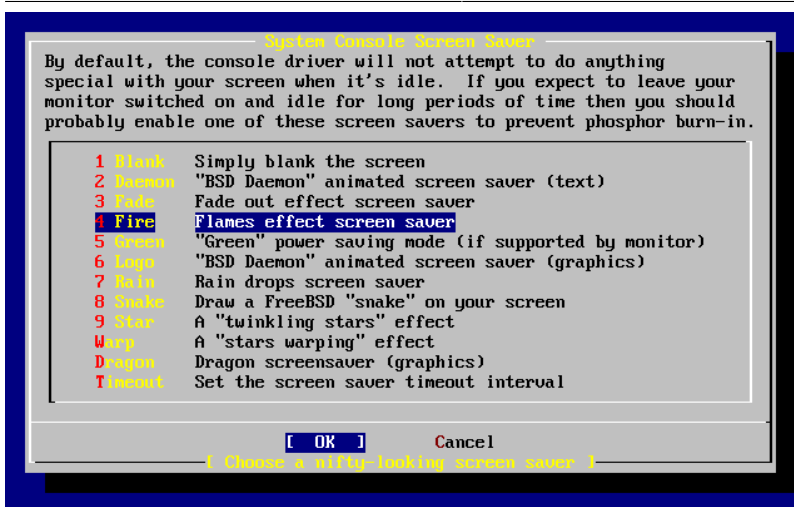 System Console Screen Saver
By default, the console driver will not attempt to do anything
special with your screen when it's idle.  If you expect to leave your
monitor switched on and idle for long periods of time then you should
probably enable one of these screen savers to prevent phosphor burn-in.
1 Blank Simply blank the screen
2 Daemon "BSD Daemon" animated screen saver (text)
3 Fade Fade out effect screen saver
4 Fire Flames effect screen saver
5 Green "Green" power saving mode (if supported by monitor)
6 Logo "BSD Daemon" animated screen saver (graphics)
7 Rain Rain drops screen saver
8 Snake Draw a FreeBSD "snake" on your screen
9 Star A "twinkling stars" effect
Warp A "stars warping" effect
Dragon Dragon screensaver (graphics)
Timeout Set the screen saver timeout interval
[ OK ] Cancel
[ Choose a nifty-looking screen saver ]